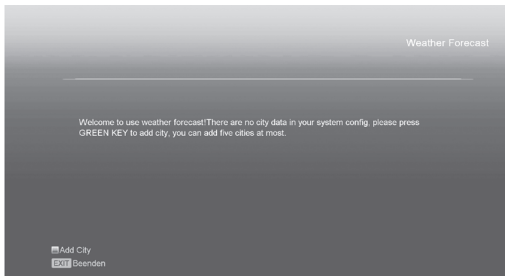 Weather Forecast
Welcome to use weather forecast!There are no city data in your system config, please press
GREEN KEY to add city, you can add five cities at most.
Add City
EXIT Beenden